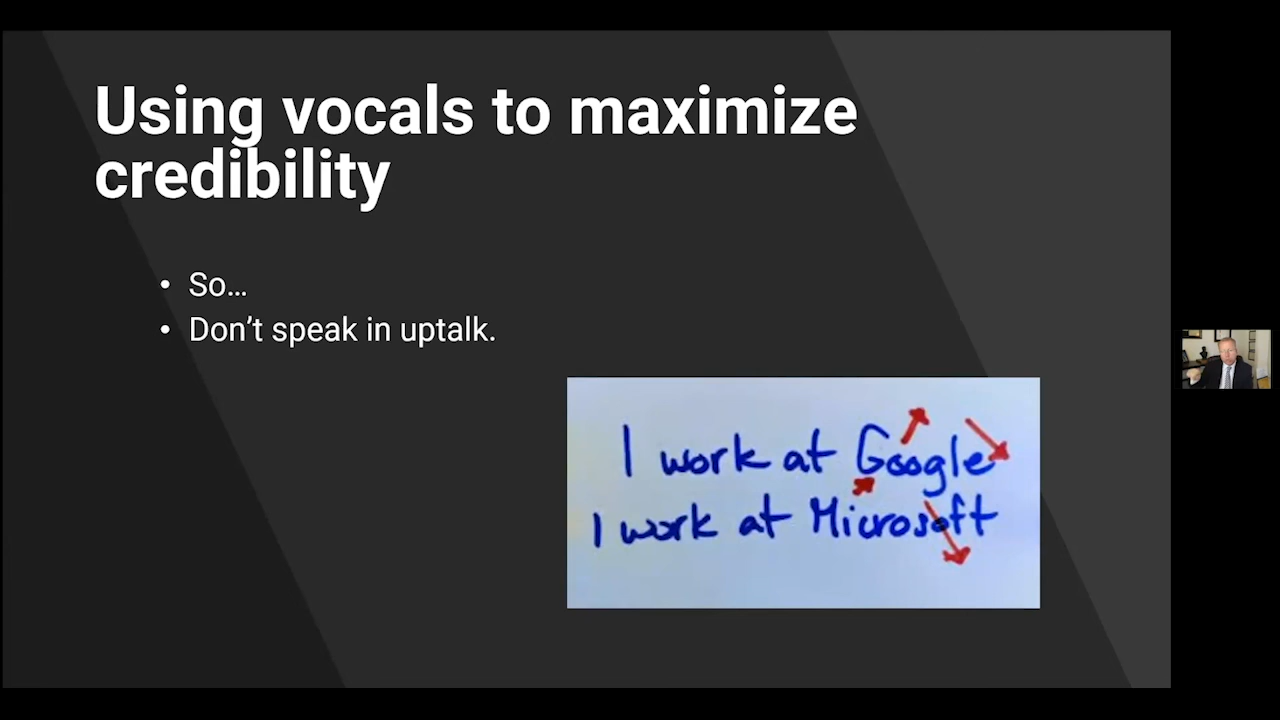 Using vocals to maximize
credibility
• So…
• Don’t speak in uptalk.
I work at Google
I work at Microsoft